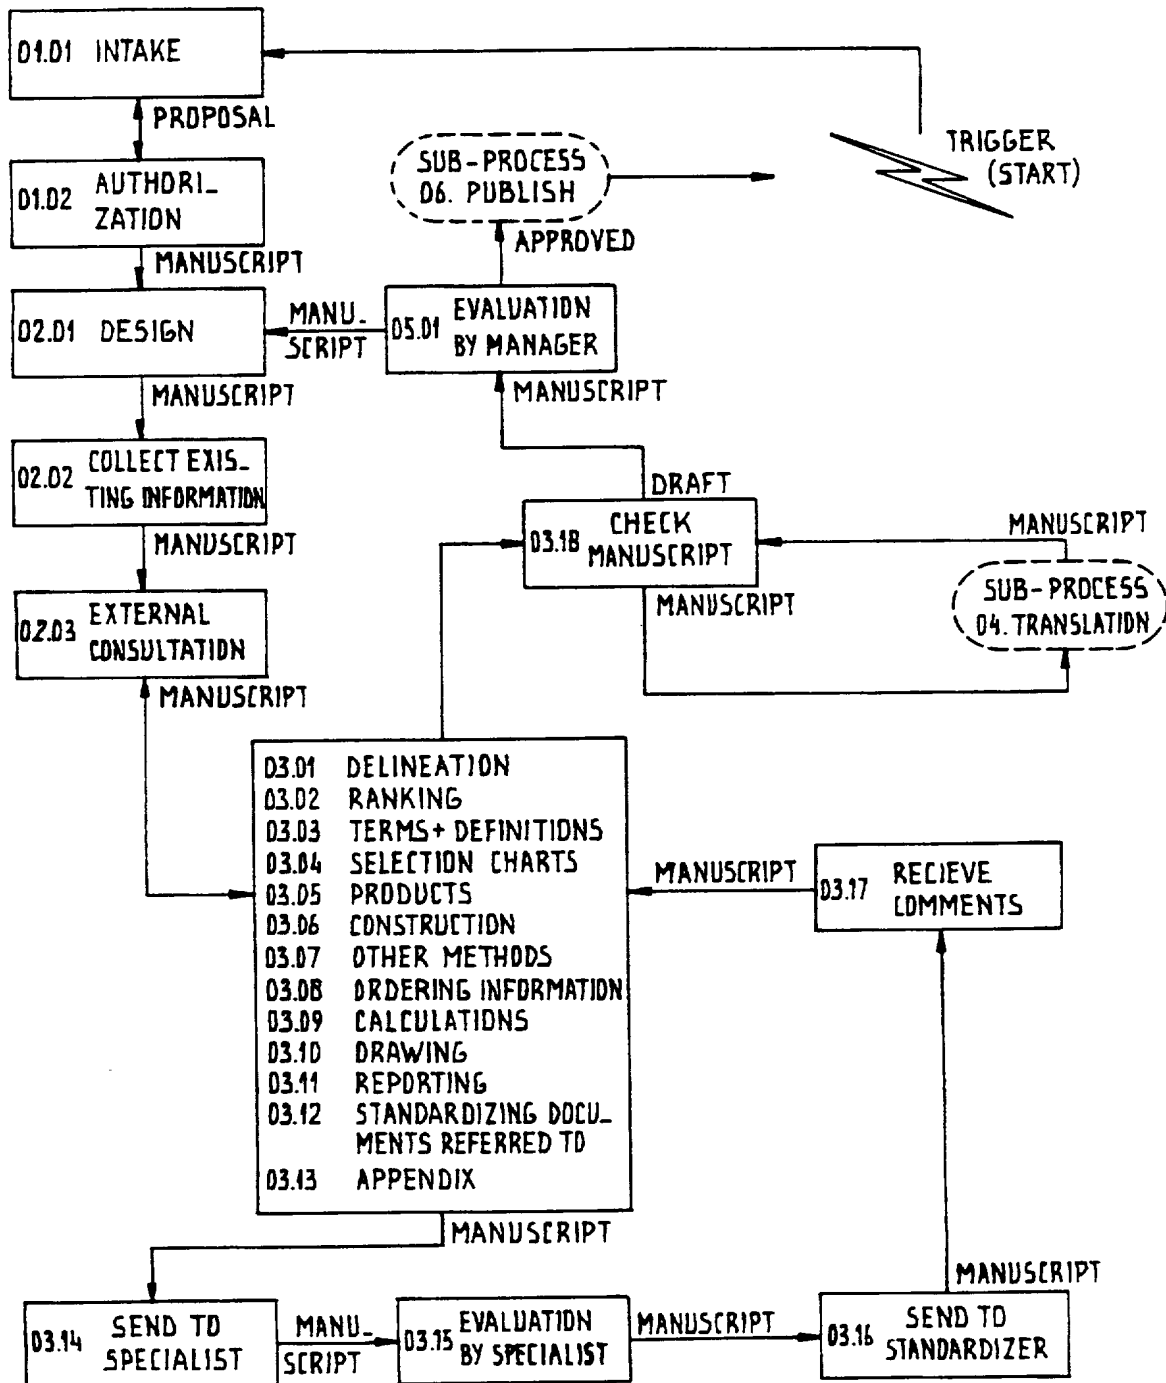 01.01 INTAKE
PROPOSAL
TRIGGER
(START)
SUB-PROCESS
06. PUBLISH
01.02 AUTHORI-
ZATION
APPROVED
MANUSCRIPT
02.01 DESIGN
MANU-
SCRIPT
05.01 EVALUATION
BY MANAGER
MANUSCRIPT
MANUSCRIPT
02.02 COLLECT EXIS-
TING INFORMATION
DRAFT
03.18 CHECK
MANUSCRIPT
MANUSCRIPT
MANUSCRIPT
SUB-PROCESS
04. TRANSLATION
MANUSCRIPT
02.03 EXTERNAL
CONSULTATION
MANUSCRIPT
03.01 DELINEATION
03.02 RANKING
03.03 TERMS + DEFINITIONS
03.04 SELECTION CHARTS
03.05 PRODUCTS
03.06 CONSTRUCTION
03.07 OTHER METHODS
03.08 ORDERING INFORMATION
03.09 CALCULATIONS
03.10 DRAWING
03.11 REPORTING
03.12 STANDARDIZING DOCU-
MENTS REFERRED TO
03.13 APPENDIX
MANUSCRIPT
03.17 RECIEVE
COMMENTS
MANUSCRIPT
03.14 SEND TO
SPECIALIST
MANU-
SCRIPT
03.15 EVALUATION
BY SPECIALIST
MANUSCRIPT
03.16 SEND TO
STANDARDIZER
MANUSCRIPT